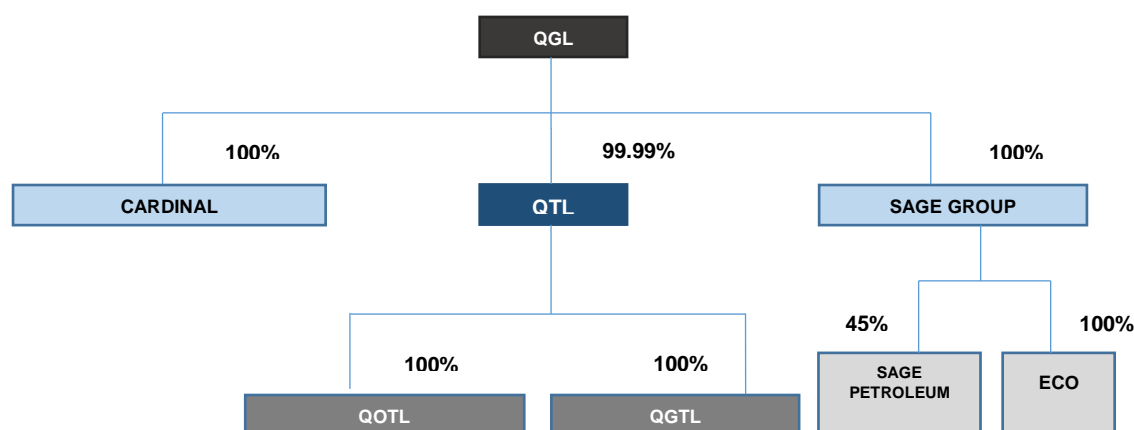 QGL
100%
99.99%
100%
CARDINAL
QTL
SAGE GROUP
45%
100%
100%
100%
SAGE
PETROLEUM
ECO
QOTL
QGTL